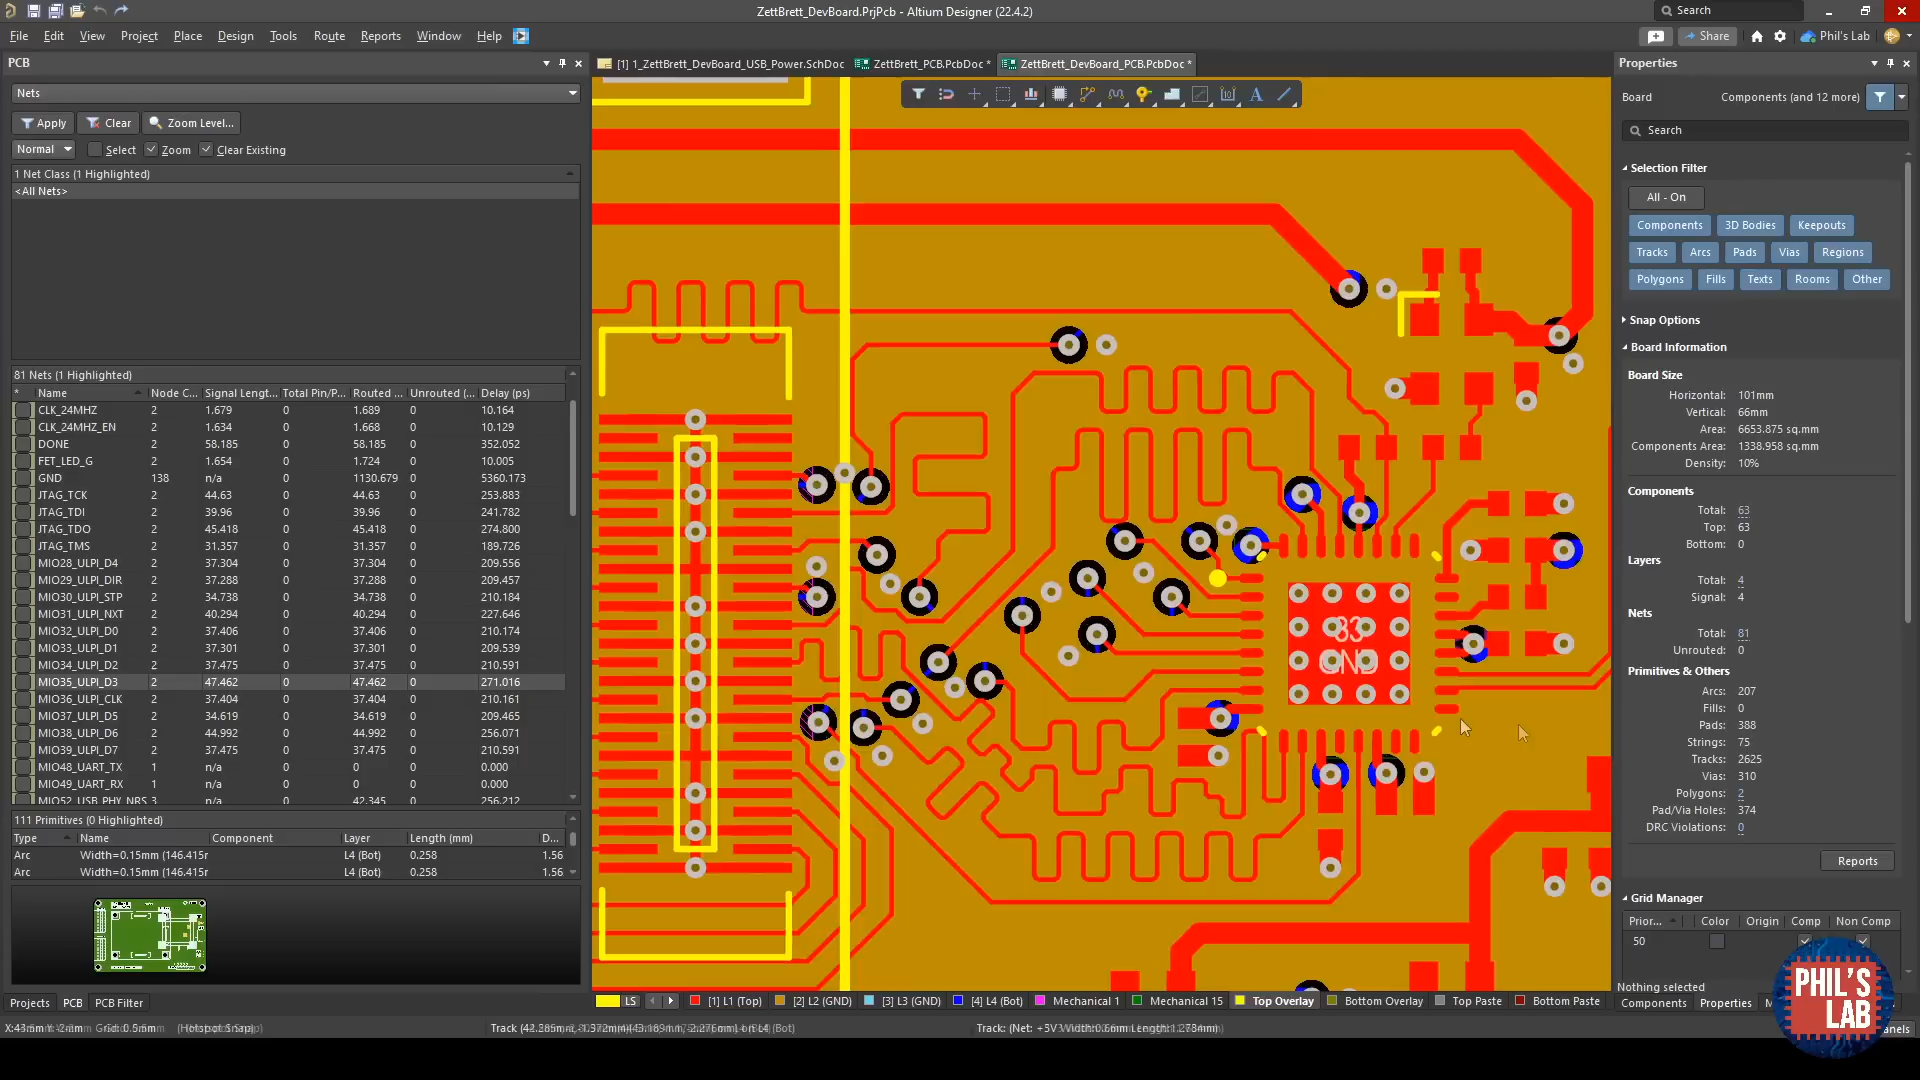 ZettBrett_DevBoard.PrjPcb - Altium Designer (22.4.2)
Search
File Edit View Project Place Design Tools Route Reports Window Help
Share
Phil's Lab
PCB
[1] 1_ZettBrett_DevBoard_USB_Power.SchDoc
ZettBrett_PCB.PcbDoc *
ZettBrett_DevBoard_PCB.PcbDoc *
Properties
Nets
Board
Components (and 12 more)
Apply Clear Zoom Level...
Search
Normal Select Zoom Clear Existing
1 Net Class (1 Highlighted)
<All Nets>
Selection Filter
All - On
Components 3D Bodies Keepouts
Tracks Arcs Pads Vias Regions
Polygons Fills Texts Rooms Other
Snap Options
Board Information
Board Size
Horizontal: 101mm
Vertical: 66mm
Area: 6653.875 sq.mm
Components Area: 1338.958 sq.mm
Density: 10%
Components
Total: 63
Top: 63
Bottom: 0
Layers
Total: 4
Signal: 4
Nets
Total: 81
Unrouted: 0
Primitives & Others
Arcs: 207
Fills: 0
Pads: 388
Strings: 75
Tracks: 2625
Vias: 310
Polygons: 2
Pad/Via Holes: 374
DRC Violations: 0
Reports
Grid Manager
Prior... Color Origin Comp Non Comp
50
Nothing selected
81 Nets (1 Highlighted)
* Name Node C... Signal Lengt... Total Pin/P... Routed ... Unrouted (... Delay (ps)
CLK_24MHZ 2 1.679 0 1.689 0 10.164
CLK_24MHZ_EN 2 1.634 0 1.668 0 10.129
DONE 2 58.185 0 58.185 0 352.052
FET_LED_G 2 1.654 0 1.724 0 10.005
GND 138 n/a 0 1130.679 0 5360.173
JTAG_TCK 2 44.63 0 44.63 0 253.883
JTAG_TDI 2 39.96 0 39.96 0 241.782
JTAG_TDO 2 45.418 0 45.418 0 274.800
JTAG_TMS 2 31.357 0 31.357 0 189.726
MIO28_ULPI_D4 2 37.304 0 37.304 0 209.556
MIO29_ULPI_DIR 2 37.288 0 37.288 0 209.457
MIO30_ULPI_STP 2 34.738 0 34.738 0 210.184
MIO31_ULPI_NXT 2 40.294 0 40.294 0 227.646
MIO32_ULPI_D0 2 37.406 0 37.406 0 210.174
MIO33_ULPI_D1 2 37.301 0 37.301 0 209.539
MIO34_ULPI_D2 2 37.475 0 37.475 0 210.591
MIO35_ULPI_D3 2 47.462 0 47.462 0 271.016
MIO36_ULPI_CLK 2 37.404 0 37.404 0 210.161
MIO37_ULPI_D5 2 34.619 0 34.619 0 209.465
MIO38_ULPI_D6 2 44.992 0 44.992 0 256.071
MIO39_ULPI_D7 2 37.475 0 37.475 0 210.591
MIO48_UART_TX 1 n/a 0 0 0 0.000
MIO49_UART_RX 1 n/a 0 0 0 0.000
MIO52_USB_PHY_NRS 3 n/a 0 42.345 0 256.212
111 Primitives (0 Highlighted)
Type Name Component Layer Length (mm) D...
Arc Width=0.15mm (146.415r L4 (Bot) 0.258 1.56
Arc Width=0.15mm (146.415r L4 (Bot) 0.258 1.56
33
GND
Projects PCB PCB Filter
LS [1] L1 (Top) [2] L2 (GND) [3] L3 (GND) [4] L4 (Bot) Mechanical 1 Mechanical 15 Top Overlay Bottom Overlay Top Paste Bottom Paste
Components Properties
Grid: 0.5mm (Hotspot Snap)
PHIL'S
LAB